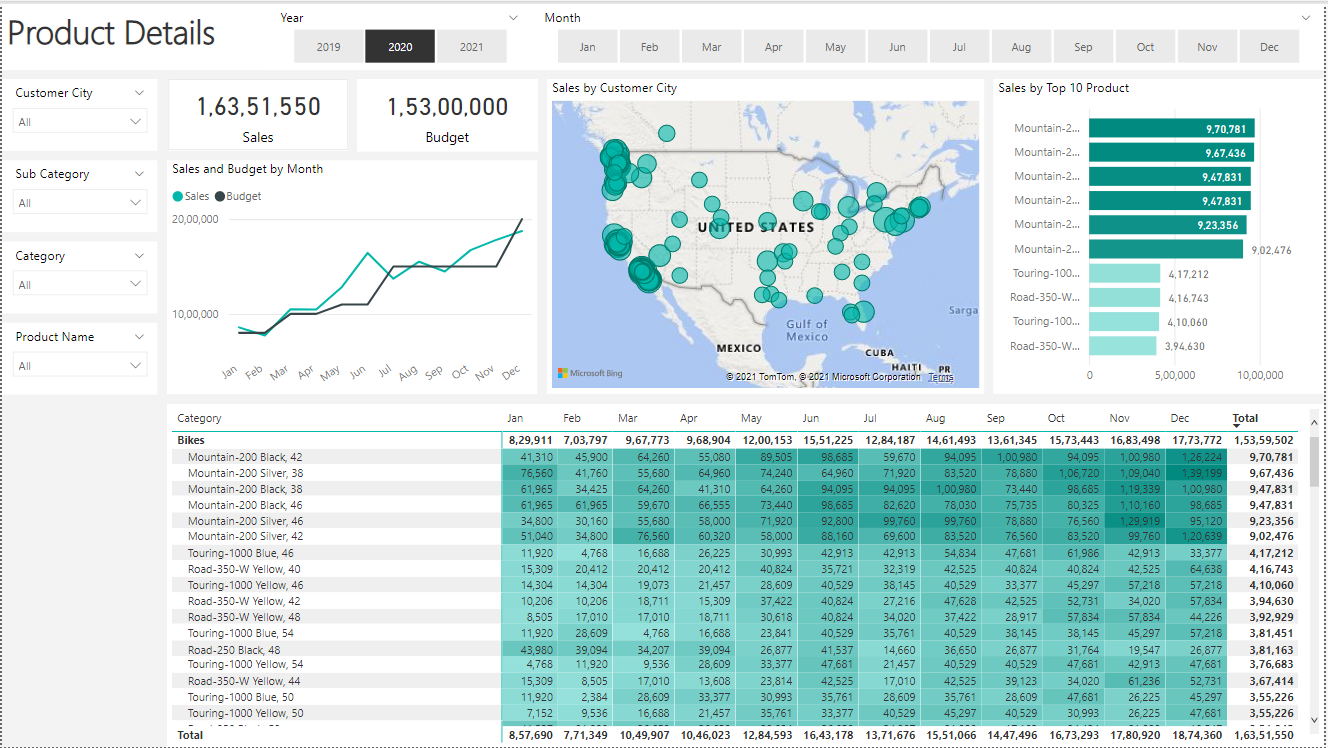 Product Details
Year
2019 2020 2021
Month
Jan Feb Mar Apr May Jun Jul Aug Sep Oct Nov Dec
Customer City
All
Sub Category
All
Category
All
Product Name
All
1,63,51,550
Sales
1,53,00,000
Budget
Sales and Budget by Month
Sales Budget
20,00,000
10,00,000
Jan Feb Mar Apr May Jun Jul Aug Sep Oct Nov Dec
Sales by Customer City
UNITED STATES
Gulf of
Mexico
MEXICO
CUBA
HAITI
PR
Sarga
Microsoft Bing
© 2021 TomTom, © 2021 Microsoft Corporation Terms
Sales by Top 10 Product
Mountain-2... 9,70,781
Mountain-2... 9,67,436
Mountain-2... 9,47,831
Mountain-2... 9,47,831
Mountain-2... 9,23,356
Mountain-2... 9,02,476
Touring-100... 4,17,212
Road-350-W... 4,16,743
Touring-100... 4,10,060
Road-350-W... 3,94,630
0 5,00,000 10,00,000
Category Jan Feb Mar Apr May Jun Jul Aug Sep Oct Nov Dec Total
Bikes 8,29,911 7,03,797 9,67,773 9,68,904 12,00,153 15,51,225 12,84,187 14,61,493 13,61,345 15,73,443 16,83,498 17,73,772 1,53,59,502
Mountain-200 Black, 42 41,310 45,900 64,260 55,080 89,505 98,685 59,670 94,095 1,00,980 94,095 1,00,980 1,26,224 9,70,781
Mountain-200 Silver, 38 76,560 41,760 55,680 64,960 74,240 64,960 71,920 83,520 78,880 1,06,720 1,09,040 1,39,199 9,67,436
Mountain-200 Black, 38 61,965 34,425 64,260 41,310 64,260 94,095 94,095 1,00,980 73,440 98,685 1,19,339 1,00,980 9,47,831
Mountain-200 Black, 46 61,965 61,965 59,670 66,555 73,440 98,685 82,620 78,030 75,735 80,325 1,10,160 98,685 9,47,831
Mountain-200 Silver, 46 34,800 30,160 55,680 58,000 71,920 92,800 99,760 99,760 78,880 76,560 1,29,919 95,120 9,23,356
Mountain-200 Silver, 42 51,040 34,800 76,560 60,320 58,000 88,160 69,600 83,520 76,560 83,520 99,760 1,20,639 9,02,476
Touring-1000 Blue, 46 11,920 4,768 16,688 26,225 30,993 42,913 42,913 54,834 47,681 61,986 42,913 33,377 4,17,212
Road-350-W Yellow, 40 15,309 20,412 20,412 20,412 40,824 35,721 32,319 42,525 40,824 40,824 42,525 64,638 4,16,743
Touring-1000 Yellow, 46 14,304 14,304 19,073 21,457 28,609 40,529 38,145 40,529 33,377 45,297 57,218 57,218 4,10,060
Road-350-W Yellow, 42 10,206 10,206 18,711 15,309 37,422 40,824 27,216 47,628 42,525 52,731 34,020 57,834 3,94,630
Road-350-W Yellow, 48 8,505 17,010 17,010 18,711 30,618 40,824 34,020 37,422 28,917 57,834 57,834 44,226 3,92,929
Touring-1000 Blue, 54 11,920 28,609 4,768 16,688 23,841 40,529 35,761 40,529 38,145 38,145 45,297 57,218 3,81,451
Road-250 Black, 48 43,980 39,094 34,207 39,094 26,877 41,537 14,660 36,650 26,877 31,764 19,547 26,877 3,81,163
Touring-1000 Yellow, 54 4,768 11,920 9,536 28,609 33,377 47,681 21,457 40,529 40,529 47,681 42,913 47,681 3,76,683
Road-350-W Yellow, 44 15,309 8,505 17,010 13,608 23,814 42,525 17,010 42,525 39,123 34,020 61,236 52,731 3,67,414
Touring-1000 Blue, 50 11,920 2,384 28,609 33,377 30,993 35,761 28,609 35,761 28,609 47,681 26,225 45,297 3,55,226
Touring-1000 Yellow, 50 7,152 9,536 16,688 21,457 35,761 33,377 40,529 45,297 40,529 30,993 26,225 47,681 3,55,226
Total 8,57,690 7,71,349 10,49,907 10,46,023 12,84,593 16,43,178 13,71,676 15,51,066 14,47,496 16,73,293 17,80,920 18,74,360 1,63,51,550